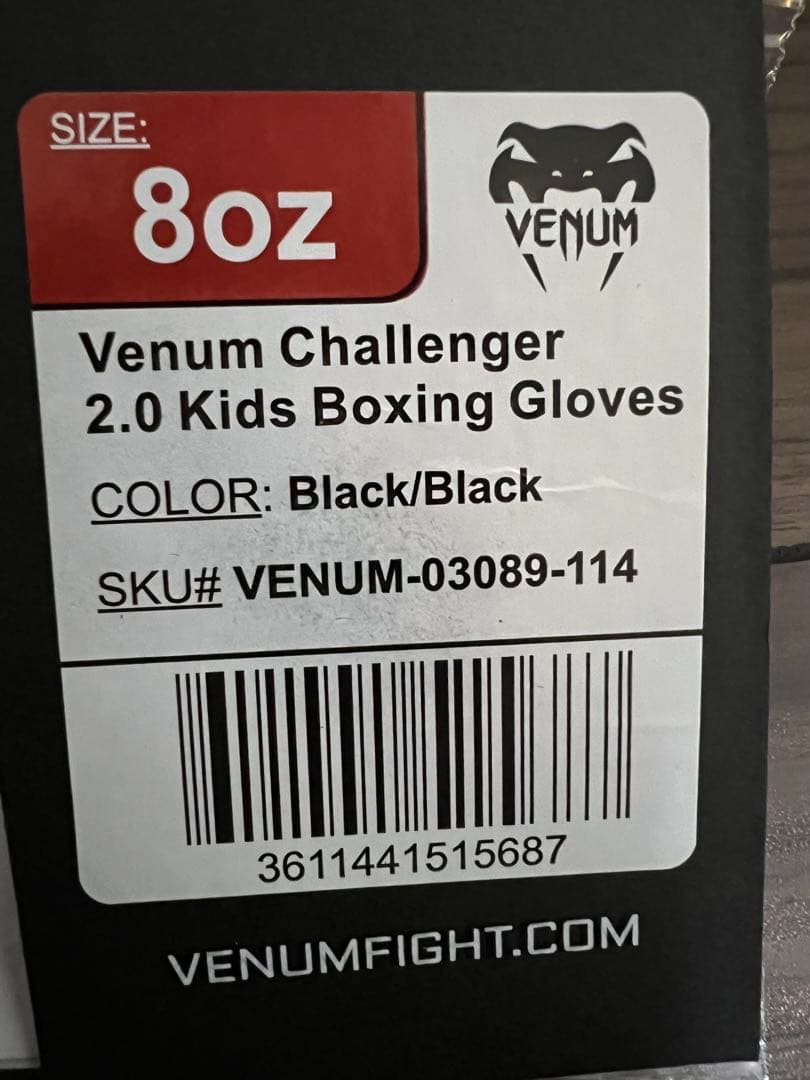 SIZE:
8oz
VENUM
Venum Challenger
2.0 Kids Boxing Gloves
COLOR: Black/Black
SKU# VENUM-03089-114
3611441515687
VENUMFIGHT.COM